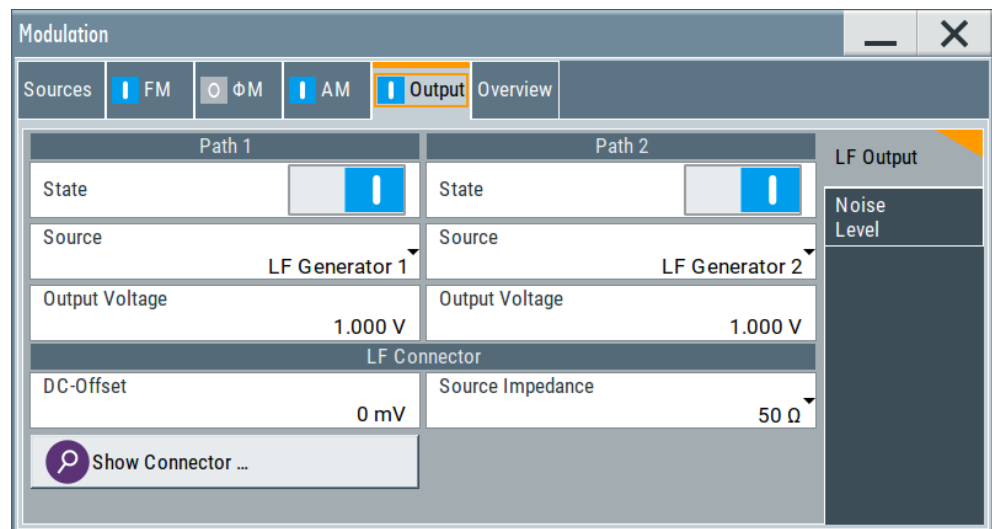 Modulation
Sources FM ΦM AM Output Overview
Path 1 Path 2
LF Output
State State
Noise
Level
Source Source
LF Generator 1 LF Generator 2
Output Voltage Output Voltage
1.000 V 1.000 V
LF Connector
DC-Offset Source Impedance
0 mV 50 Ω
Show Connector ...